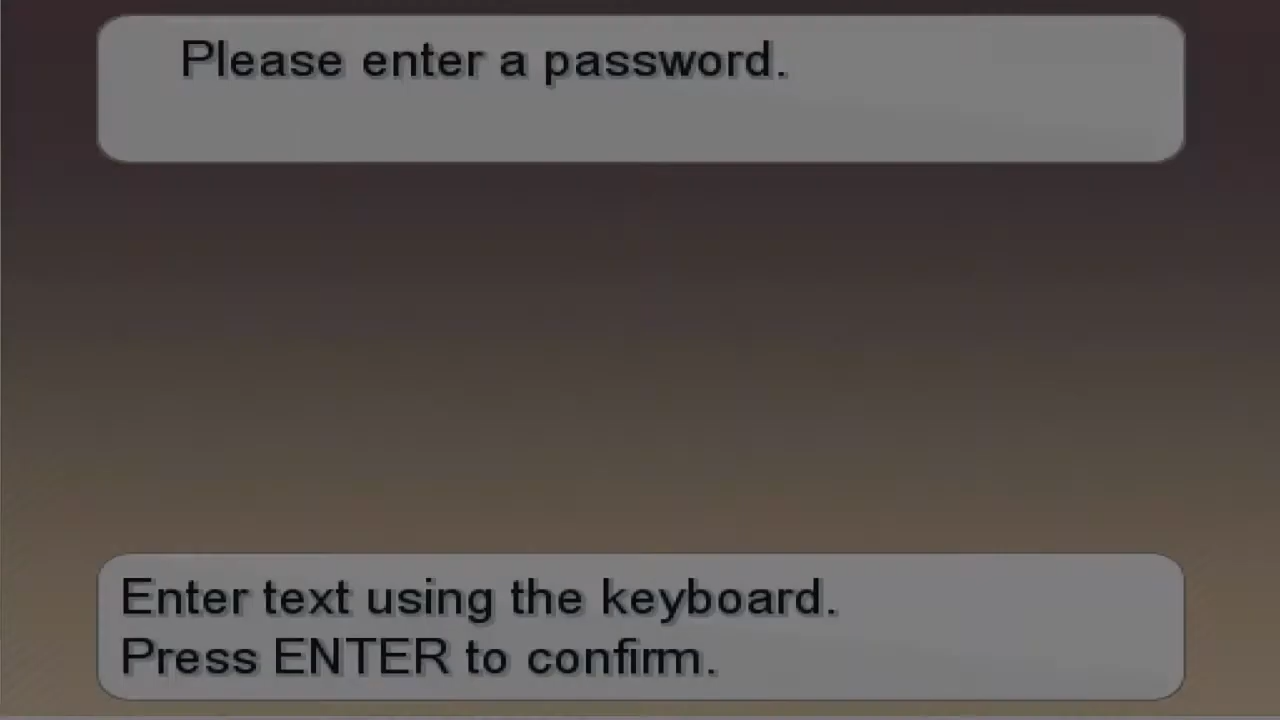 Please enter a password.
Enter text using the keyboard.
Press ENTER to confirm.